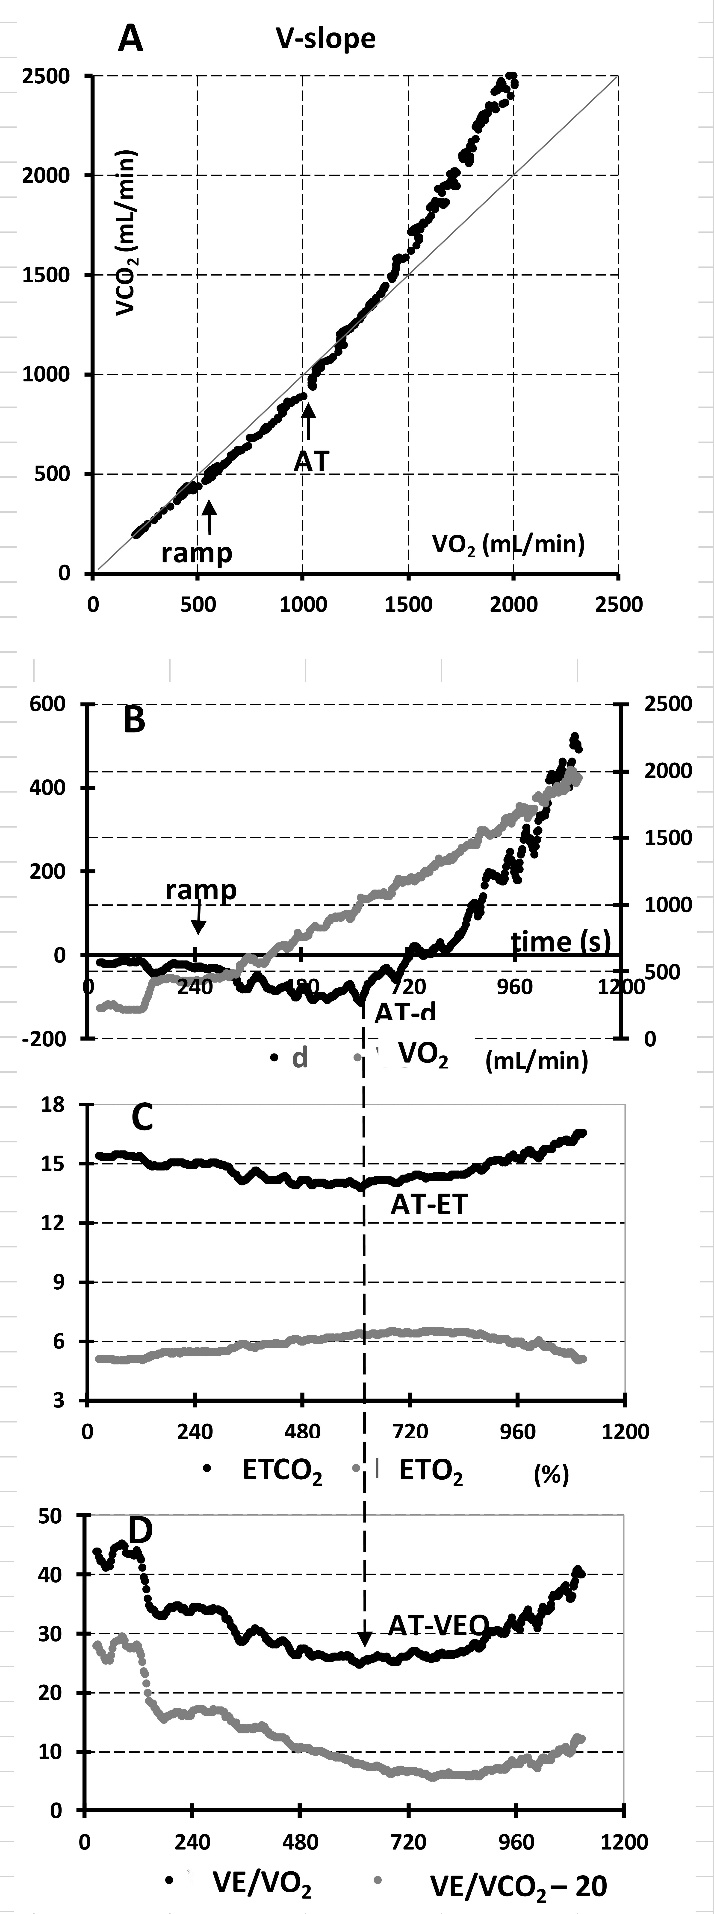 A
V-slope
2500
2000
1500
1000
500
0
VCO2 (mL/min)
AT
ramp
VO2 (mL/min)
0 500 1000 1500 2000 2500
B
600
400
200
0
-200
2500
2000
1500
1000
500
0
ramp
time (s)
0 240 480 720 960 1200
AT-d
d VO2 (mL/min)
C
18
15
12
9
6
3
AT-ET
0 240 480 720 960 1200
ETCO2 ETO2 (%)
D
50
40
30
20
10
0
AT-VEO
0 240 480 720 960 1200
VE/VO2 VE/VCO2 – 20